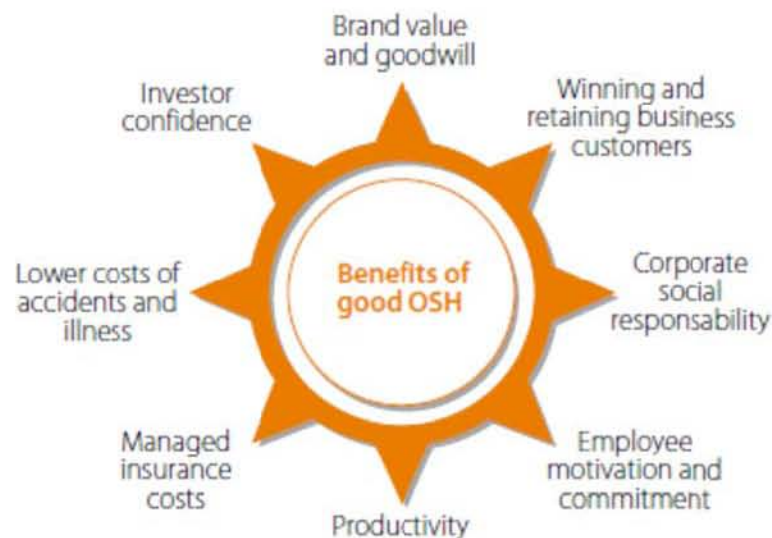 Brand value
and goodwill
Winning and
retaining business
customers
Corporate
social
responsability
Employee
motivation and
commitment
Productivity
Managed
insurance
costs
Lower costs of
accidents and
illness
Investor
confidence
Benefits of
good OSH